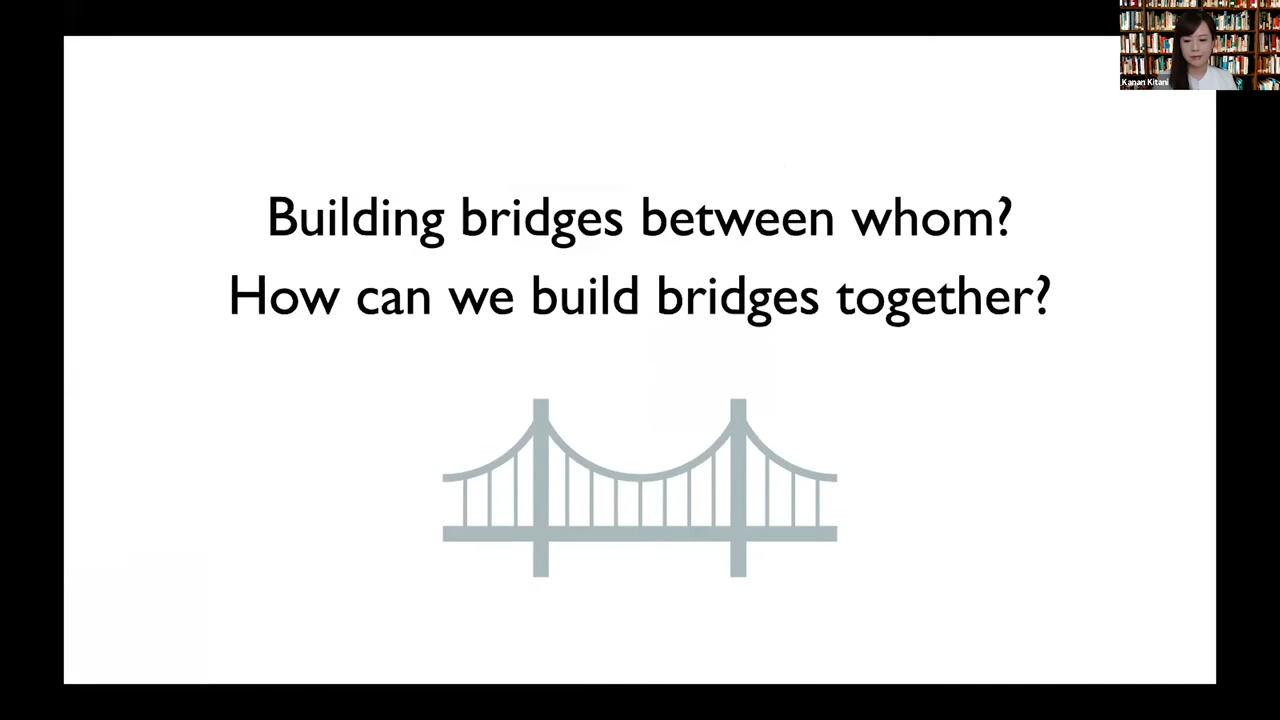 Kanan Kitani
Building bridges between whom?
How can we build bridges together?